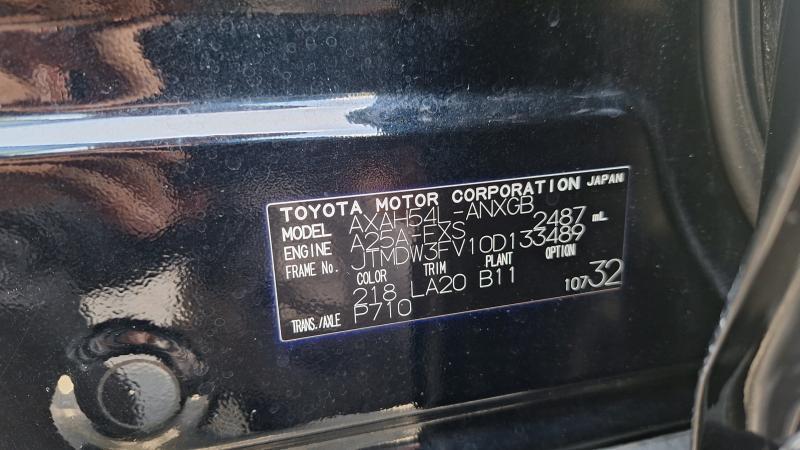 TOYOTA MOTOR CORPORATION JAPAN
MODEL AXAH54L-ANXGB
ENGINE A25A-FXS 2487 mL
FRAME No. JTMDW3FV10D133489
COLOR TRIM PLANT OPTION
218 LA20 B11
TRANS./AXLE P710 10732